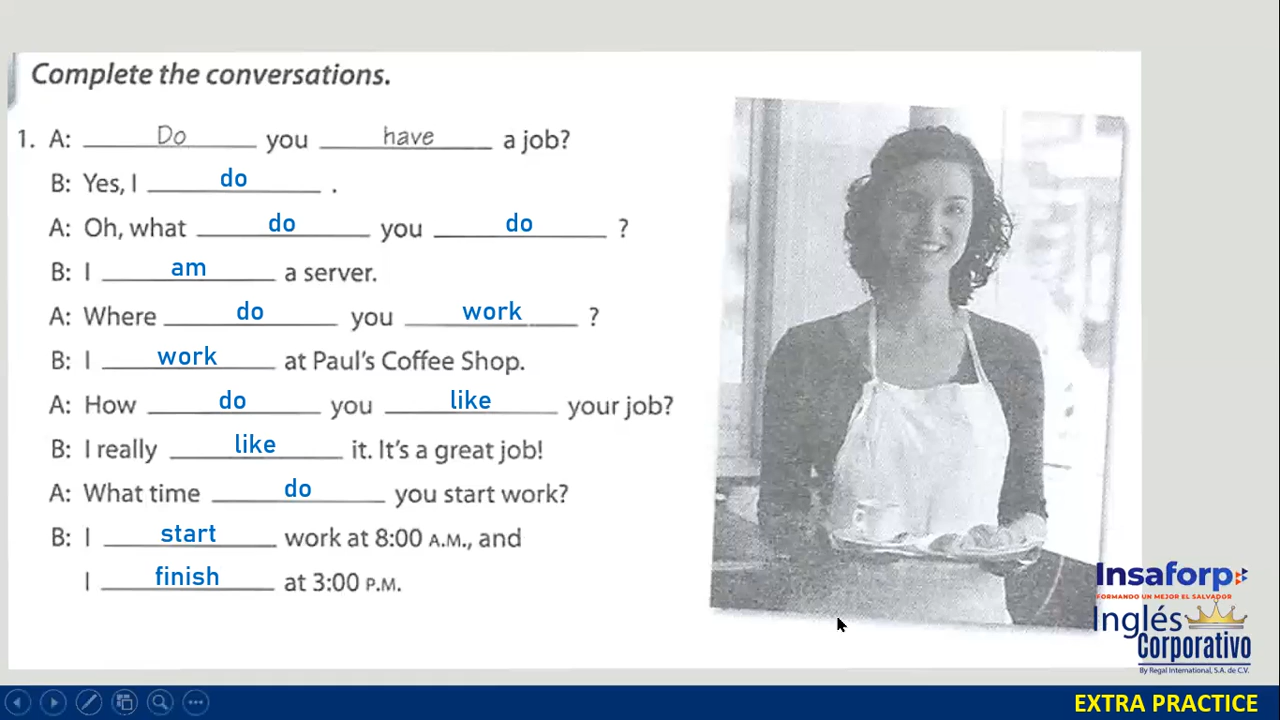 Complete the conversations.
1. A: Do you have a job?
B: Yes, I do .
A: Oh, what do you do ?
B: I am a server.
A: Where do you work ?
B: I work at Paul's Coffee Shop.
A: How do you like your job?
B: I really like it. It's a great job!
A: What time do you start work?
B: I start work at 8:00 A.M., and
I finish at 3:00 P.M.
Insaforp
FORMANDO UN MEJOR EL SALVADOR
Inglés
Corporativo
By Regal International, S.A. de C.V.
EXTRA PRACTICE